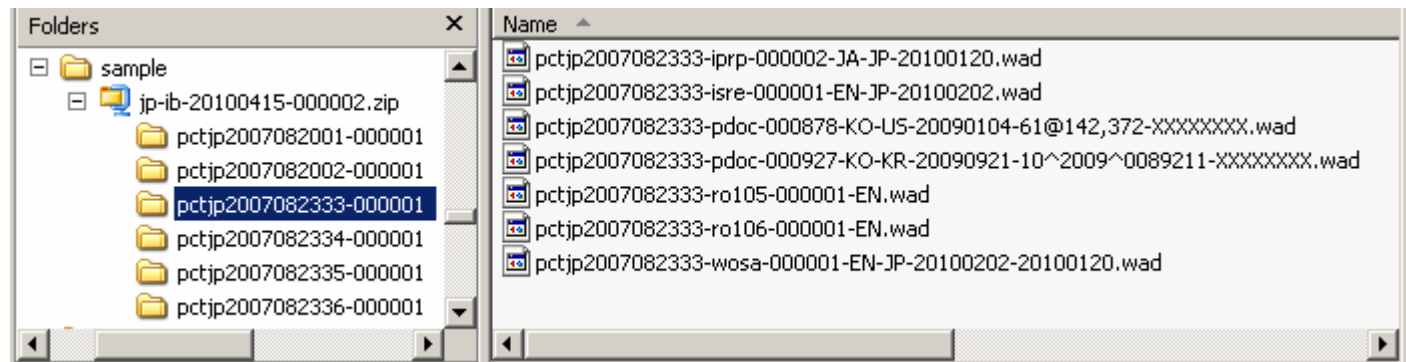 Folders
sample
jp-ib-20100415-000002.zip
pctjp2007082001-000001
pctjp2007082002-000001
pctjp2007082333-000001
pctjp2007082334-000001
pctjp2007082335-000001
pctjp2007082336-000001
Name
pctjp2007082333-iprp-000002-JA-JP-20100120.wad
pctjp2007082333-isre-000001-EN-JP-20100202.wad
pctjp2007082333-pdoc-000878-KO-US-20090104-61@142,372-XXXXXXXX.wad
pctjp2007082333-pdoc-000927-KO-KR-20090921-10^2009^0089211-XXXXXXXX.wad
pctjp2007082333-ro105-000001-EN.wad
pctjp2007082333-ro106-000001-EN.wad
pctjp2007082333-wosa-000001-EN-JP-20100202-20100120.wad